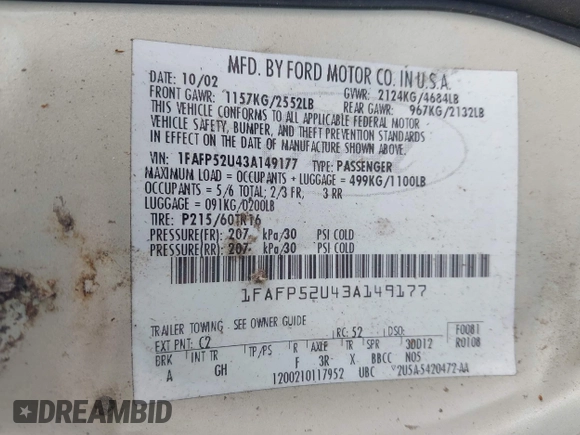 MFD. BY FORD MOTOR CO. IN U.S.A.
DATE: 10/02 GVWR: 2124KG/4684LB
FRONT GAWR: 1157KG/2552LB REAR GAWR: 967KG/2132LB
THIS VEHICLE CONFORMS TO ALL APPLICABLE FEDERAL MOTOR
VEHICLE SAFETY, BUMPER, AND THEFT PREVENTION STANDARDS
IN EFFECT ON THE DATE OF MANUFACTURE SHOWN ABOVE.
VIN: 1FAFP52U43A149177 TYPE: PASSENGER
MAXIMUM LOAD = OCCUPANTS + LUGGAGE = 499KG/1100LB
OCCUPANTS = 5/6 TOTAL; 2/3 FR, 3 RR
LUGGAGE = 091KG/0200LB
TIRE: P215/60TR16
PRESSURE(FR): 207 kPa/30 PSI COLD
PRESSURE(RR): 207 kPa/30 PSI COLD
1FAFP52U43A149177
TRAILER TOWING - SEE OWNER GUIDE
EXT PNT: C2 RC: 52 DSO: F0081
BRK INT TR TP/PS R AXLE TR SPR 3DD12 R0108
A GH F 3R X BBCC N05
1200210117952 UBC 2U5A-5420472-AA
DREAMBID